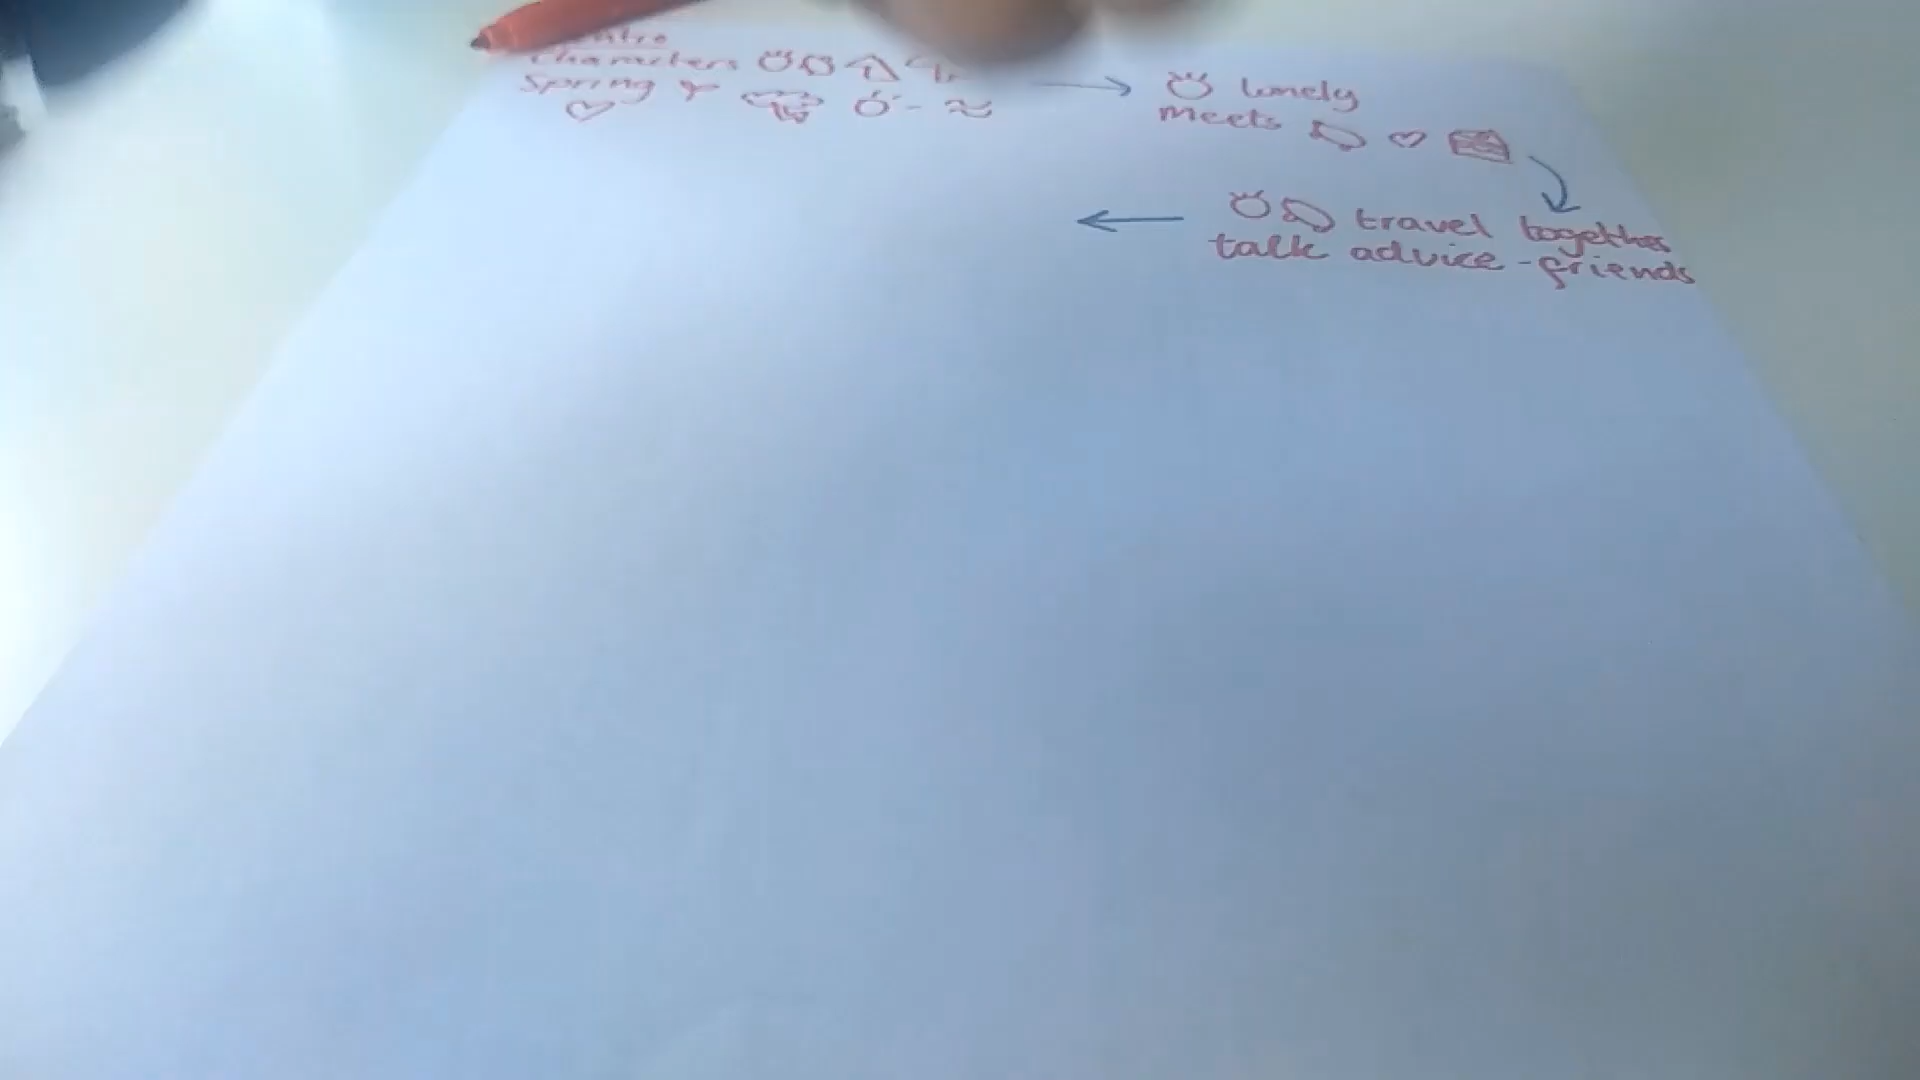 Intro
Characters
Spring
lonely
meets
travel together
talk advice - friends